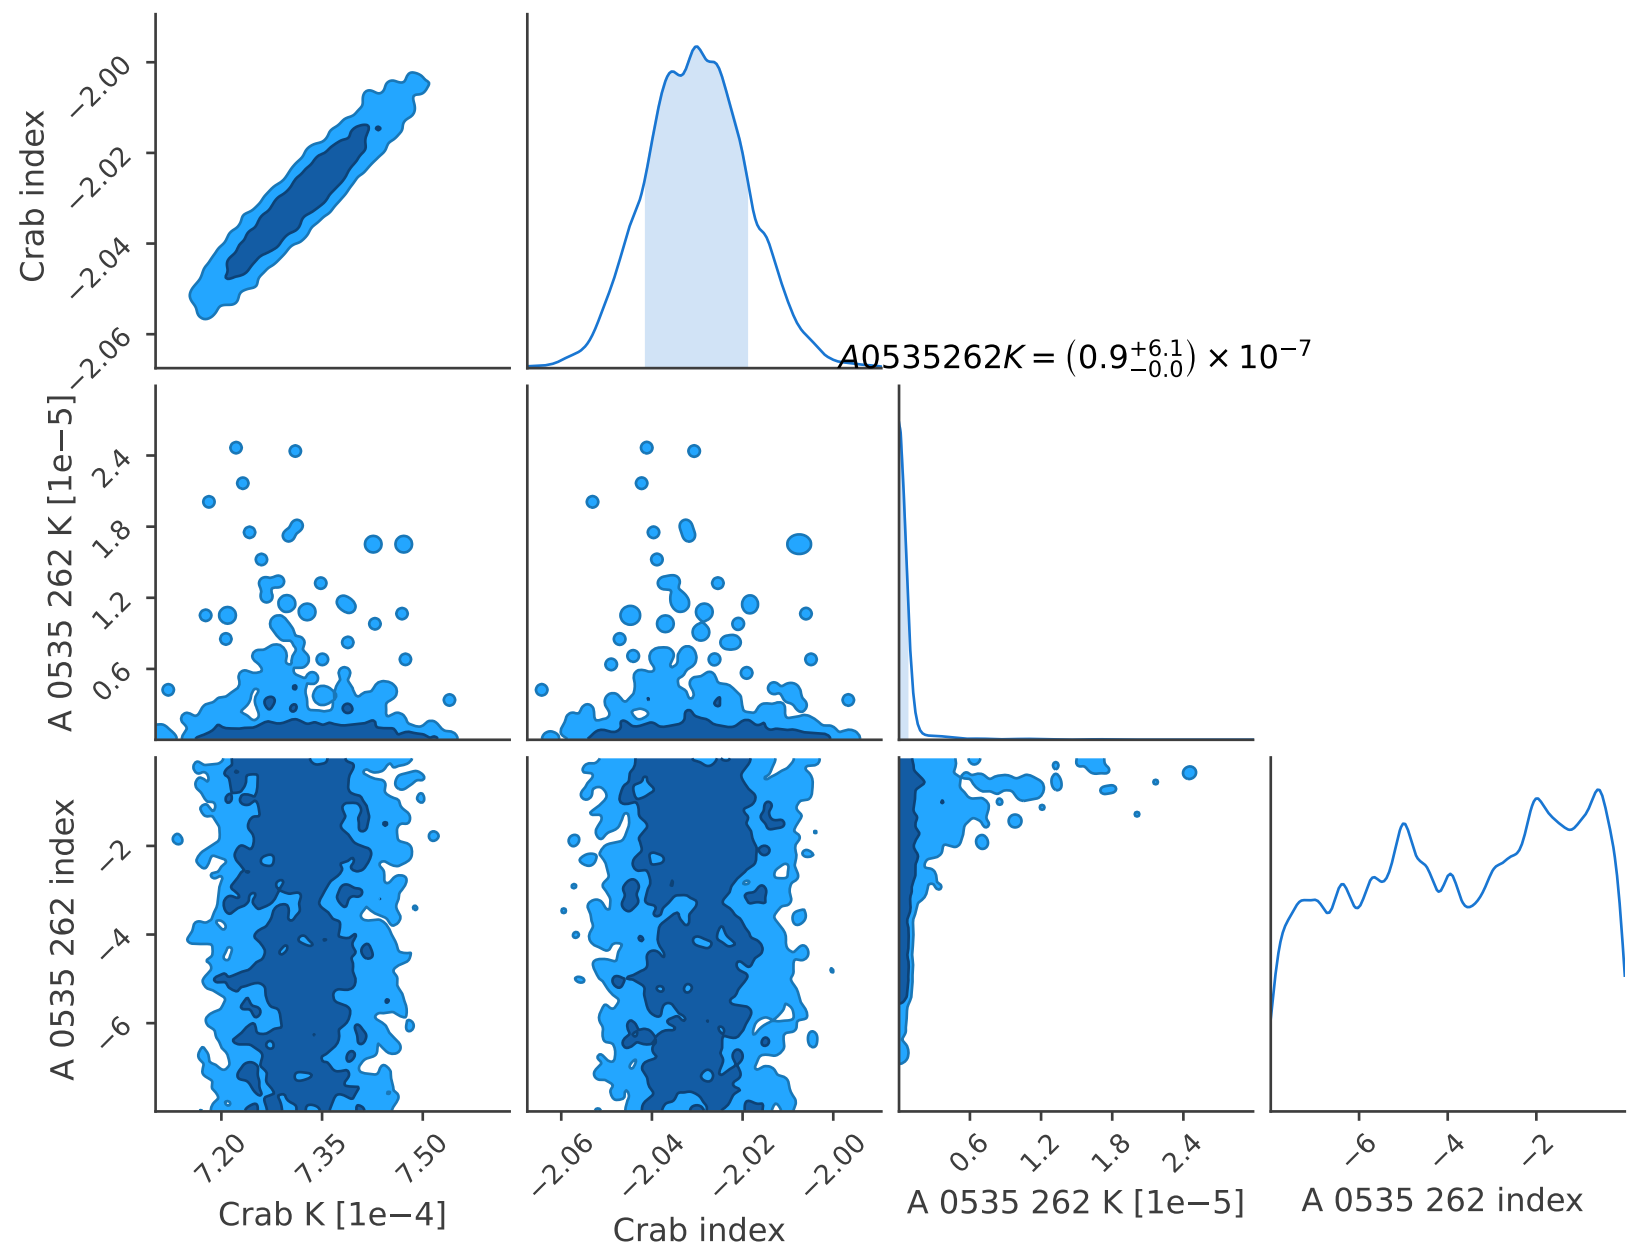 Crab index
−2.00
−2.02
−2.04
−2.06
A0535262K = (0.9 +6.1 −0.0) × 10−7
A 0535 262 K [1e−5]
2.4
1.8
1.2
0.6
A 0535 262 index
−2
−4
−6
7.20 7.35 7.50
−2.06 −2.04 −2.02 −2.00
0.6 1.2 1.8 2.4
−6 −4 −2
Crab K [1e−4] Crab index A 0535 262 K [1e−5] A 0535 262 index